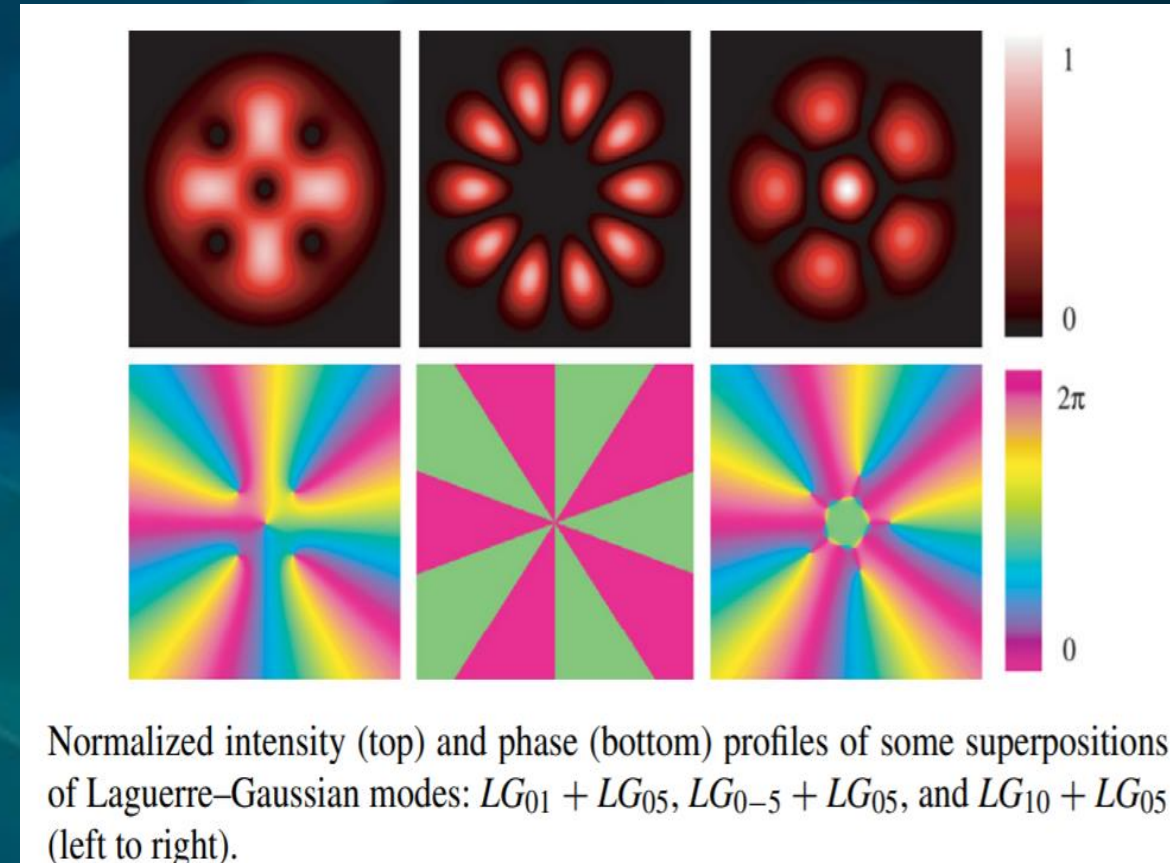 1
0
2π
0
Normalized intensity (top) and phase (bottom) profiles of some superpositions
of Laguerre–Gaussian modes: LG₀₁ + LG₀₅, LG₀₋₅ + LG₀₅, and LG₁₀ + LG₀₅
(left to right).